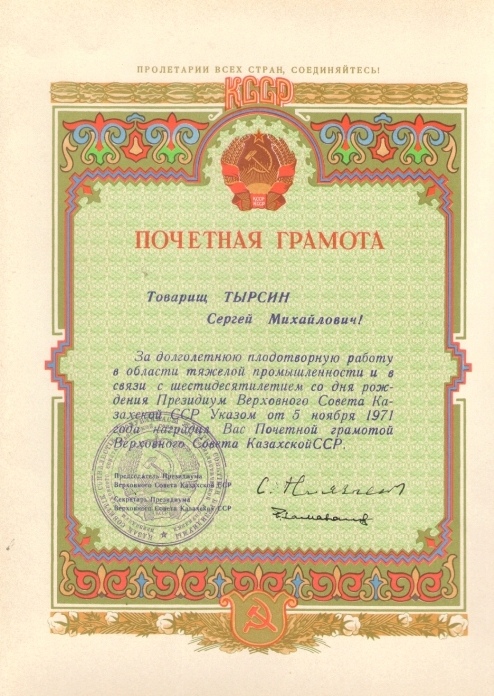 ПРОЛЕТАРИИ ВСЕХ СТРАН, СОЕДИНЯЙТЕСЬ!
КССР
ПОЧЕТНАЯ ГРАМОТА
Товарищ ТЫРСИН
Сергей Михайлович!
За долголетнюю плодотворную работу
в области тяжелой промышленности и в
связи с шестидесятилетием со дня рож-
дения Президиум Верховного Совета Ка-
захской ССР Указом от 5 ноября 1971
года наградил Вас Почетной грамотой
Верховного Совета КазахскойССР.
Председатель Президиума
Верховного Совета Казахской ССР
Секретарь Президиума
Верховного Совета Казахской ССР